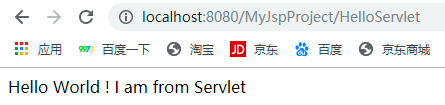 localhost:8080/MyJspProject/HelloServlet
应用 百度一下 淘宝 JD 京东 百度 京东商城
Hello World ! I am from Servlet